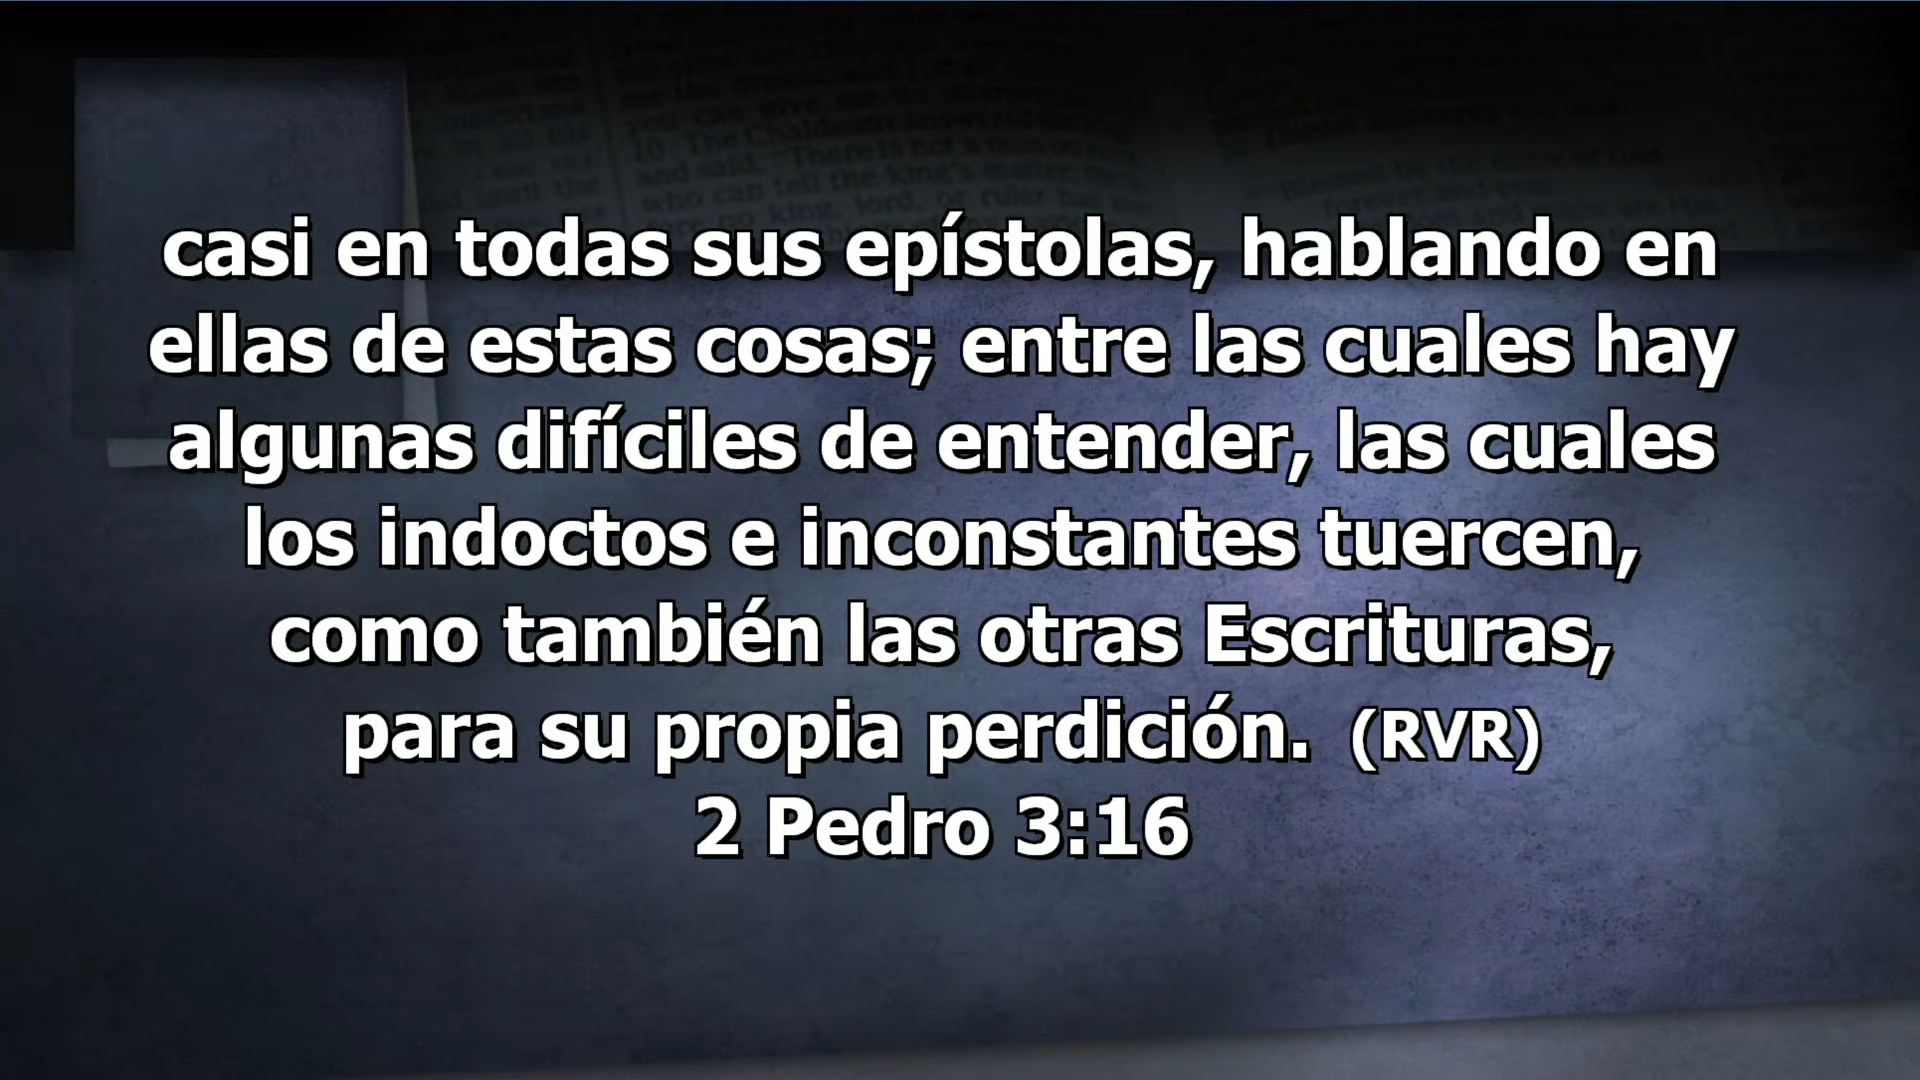 casi en todas sus epístolas, hablando en
ellas de estas cosas; entre las cuales hay
algunas difíciles de entender, las cuales
los indoctos e inconstantes tuercen,
como también las otras Escrituras,
para su propia perdición. (RVR)
2 Pedro 3:16